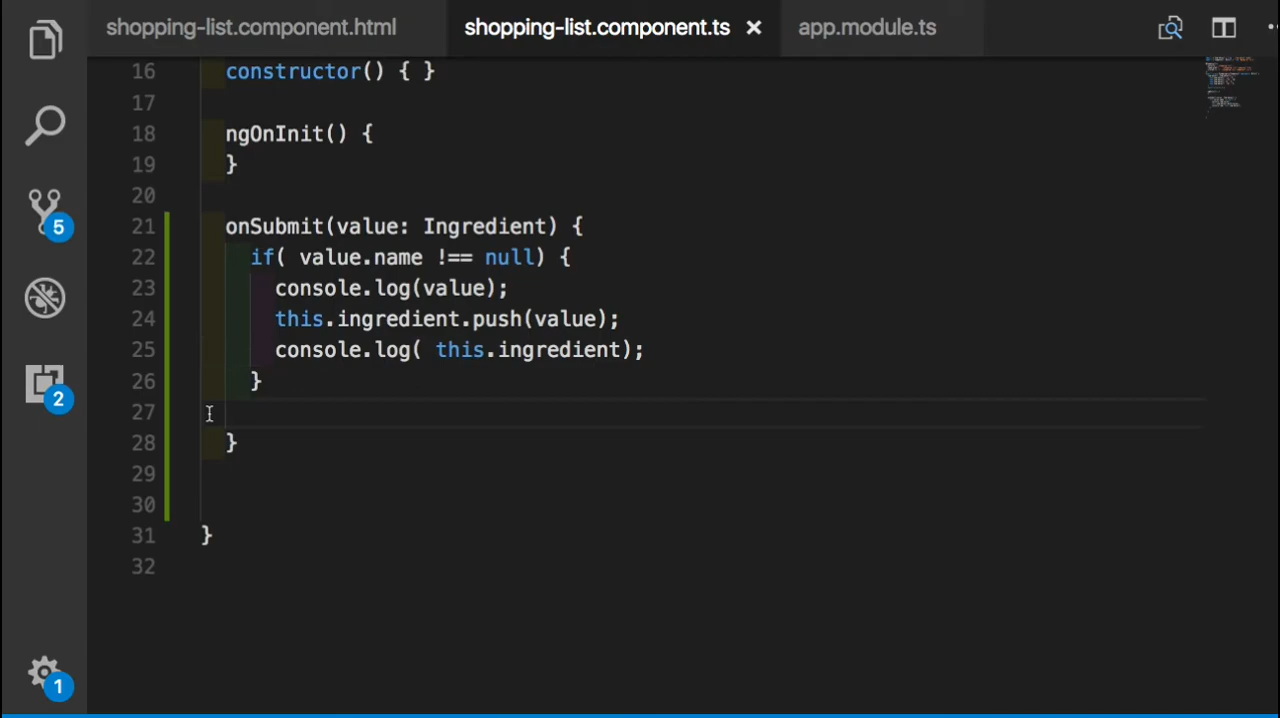 shopping-list.component.html shopping-list.component.ts app.module.ts
16 constructor() { }
17
18 ngOnInit() {
19 }
20
21 onSubmit(value: Ingredient) {
22 if( value.name !== null) {
23 console.log(value);
24 this.ingredient.push(value);
25 console.log( this.ingredient);
26 }
27
28 }
29
30
31 }
32
5
2
1